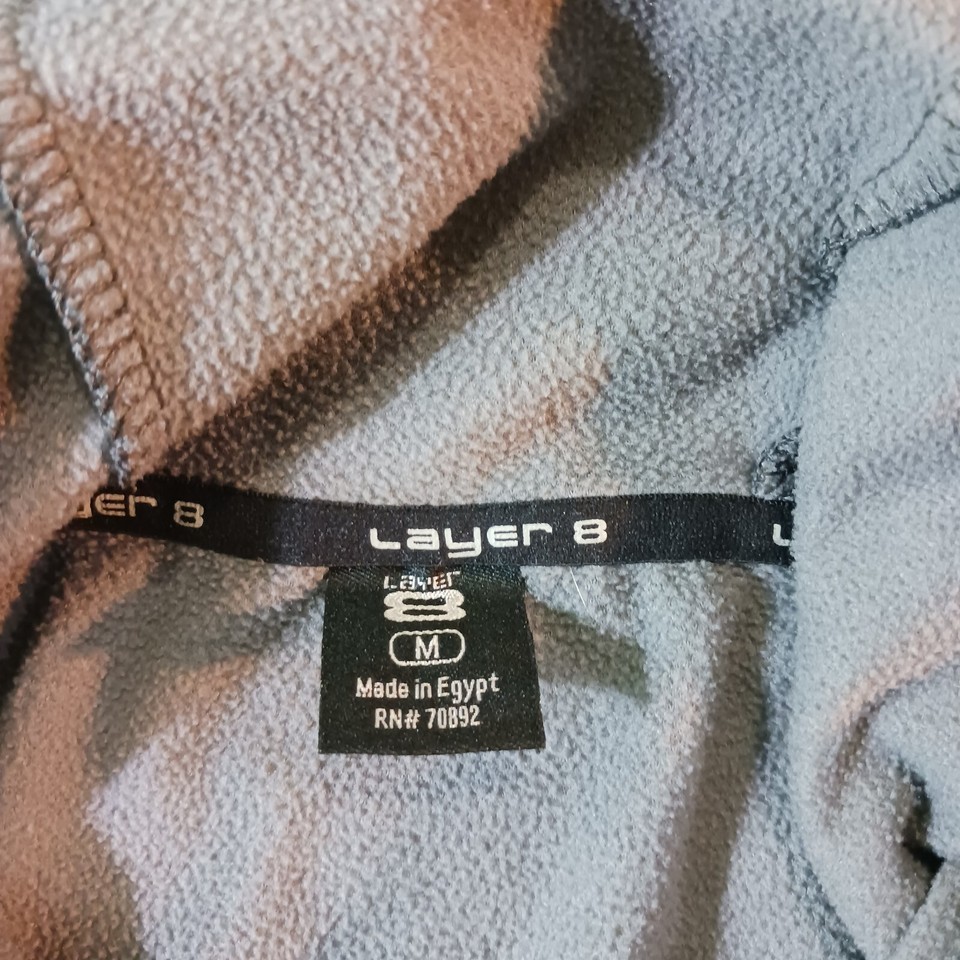 Layer 8
Layer 8
Layer
8
M
Made in Egypt
RN# 70892